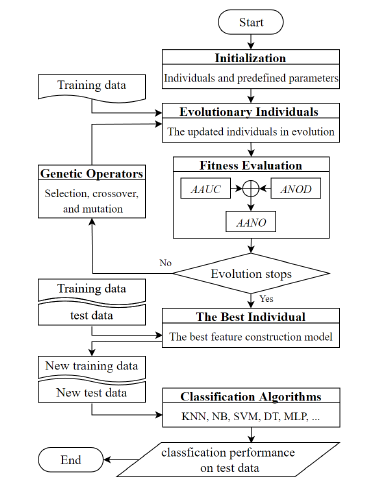 Start
Initialization
Individuals and predefined parameters
Training data
Evolutionary Individuals
The updated individuals in evolution
Fitness Evaluation
AAUC
ANOD
AANO
Genetic Operators
Selection, crossover,
and mutation
No
Evolution stops
Yes
Training data
test data
The Best Individual
The best feature construction model
New training data
New test data
Classification Algorithms
KNN, NB, SVM, DT, MLP, ...
classfication performance
on test data
End